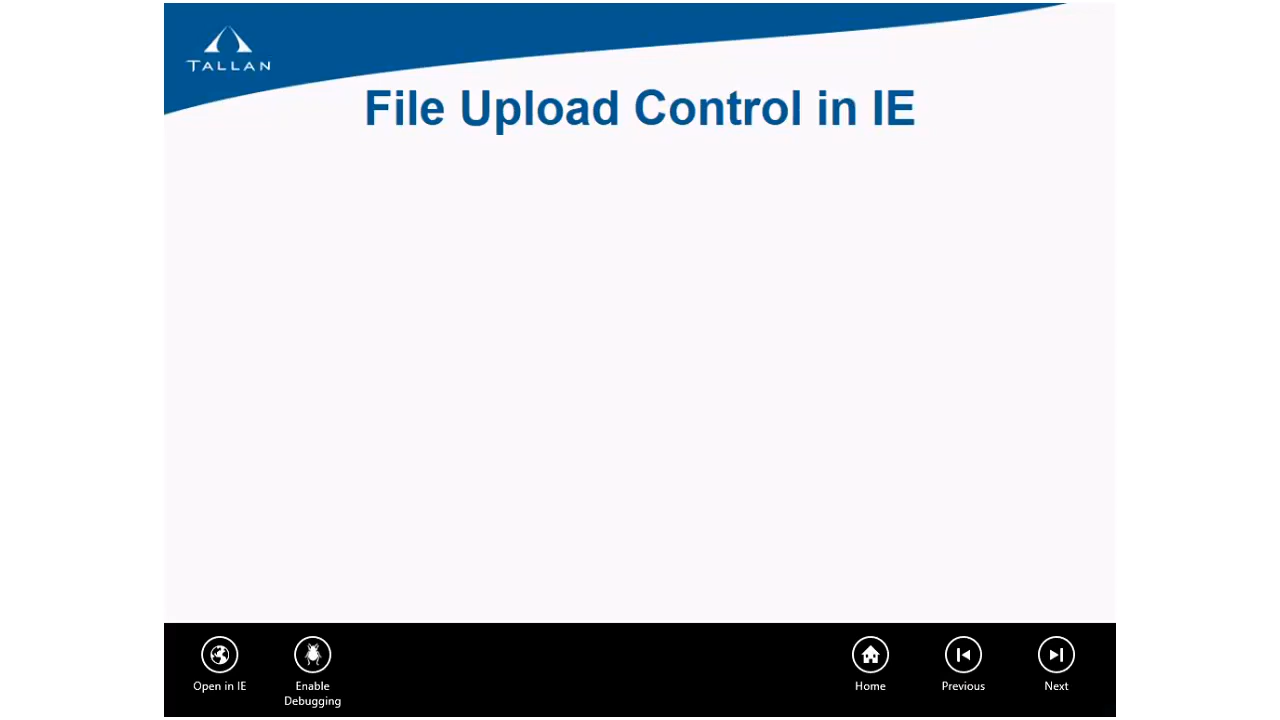 TALLAN
File Upload Control in IE
Open in IE
Enable
Debugging
Home
Previous
Next